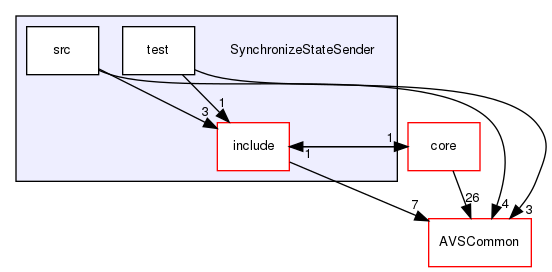 src
test
SynchronizeStateSender
1
3
include
1
1
core
7
26
4
3
AVSCommon